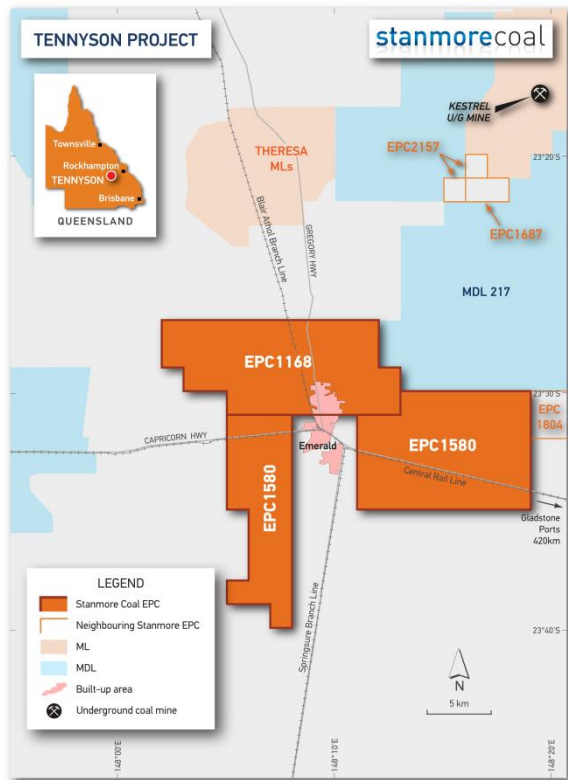 TENNYSON PROJECT
stanmorecoal
Townsville
Rockhampton
TENNYSON
Brisbane
QUEENSLAND
KESTREL
U/G MINE
THERESA
MLs
EPC2157
23°20'S
EPC1687
Blair Athol Branch Line
GREGORY HWY
MDL 217
EPC1168
23°30'S
EPC
1804
CAPRICORN HWY
Emerald
EPC1580
EPC1580
Central Rail Line
Gladstone
Ports
420km
Springsure Branch Line
LEGEND
Stanmore Coal EPC
Neighbouring Stanmore EPC
ML
MDL
Built-up area
Underground coal mine
23°40'S
N
5 km
148°00'E
148°10'E
148°20'E